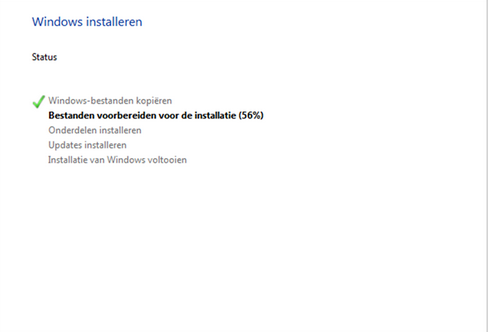 Windows installeren
Status
Windows-bestanden kopiëren
Bestanden voorbereiden voor de installatie (56%)
Onderdelen installeren
Updates installeren
Installatie van Windows voltooien